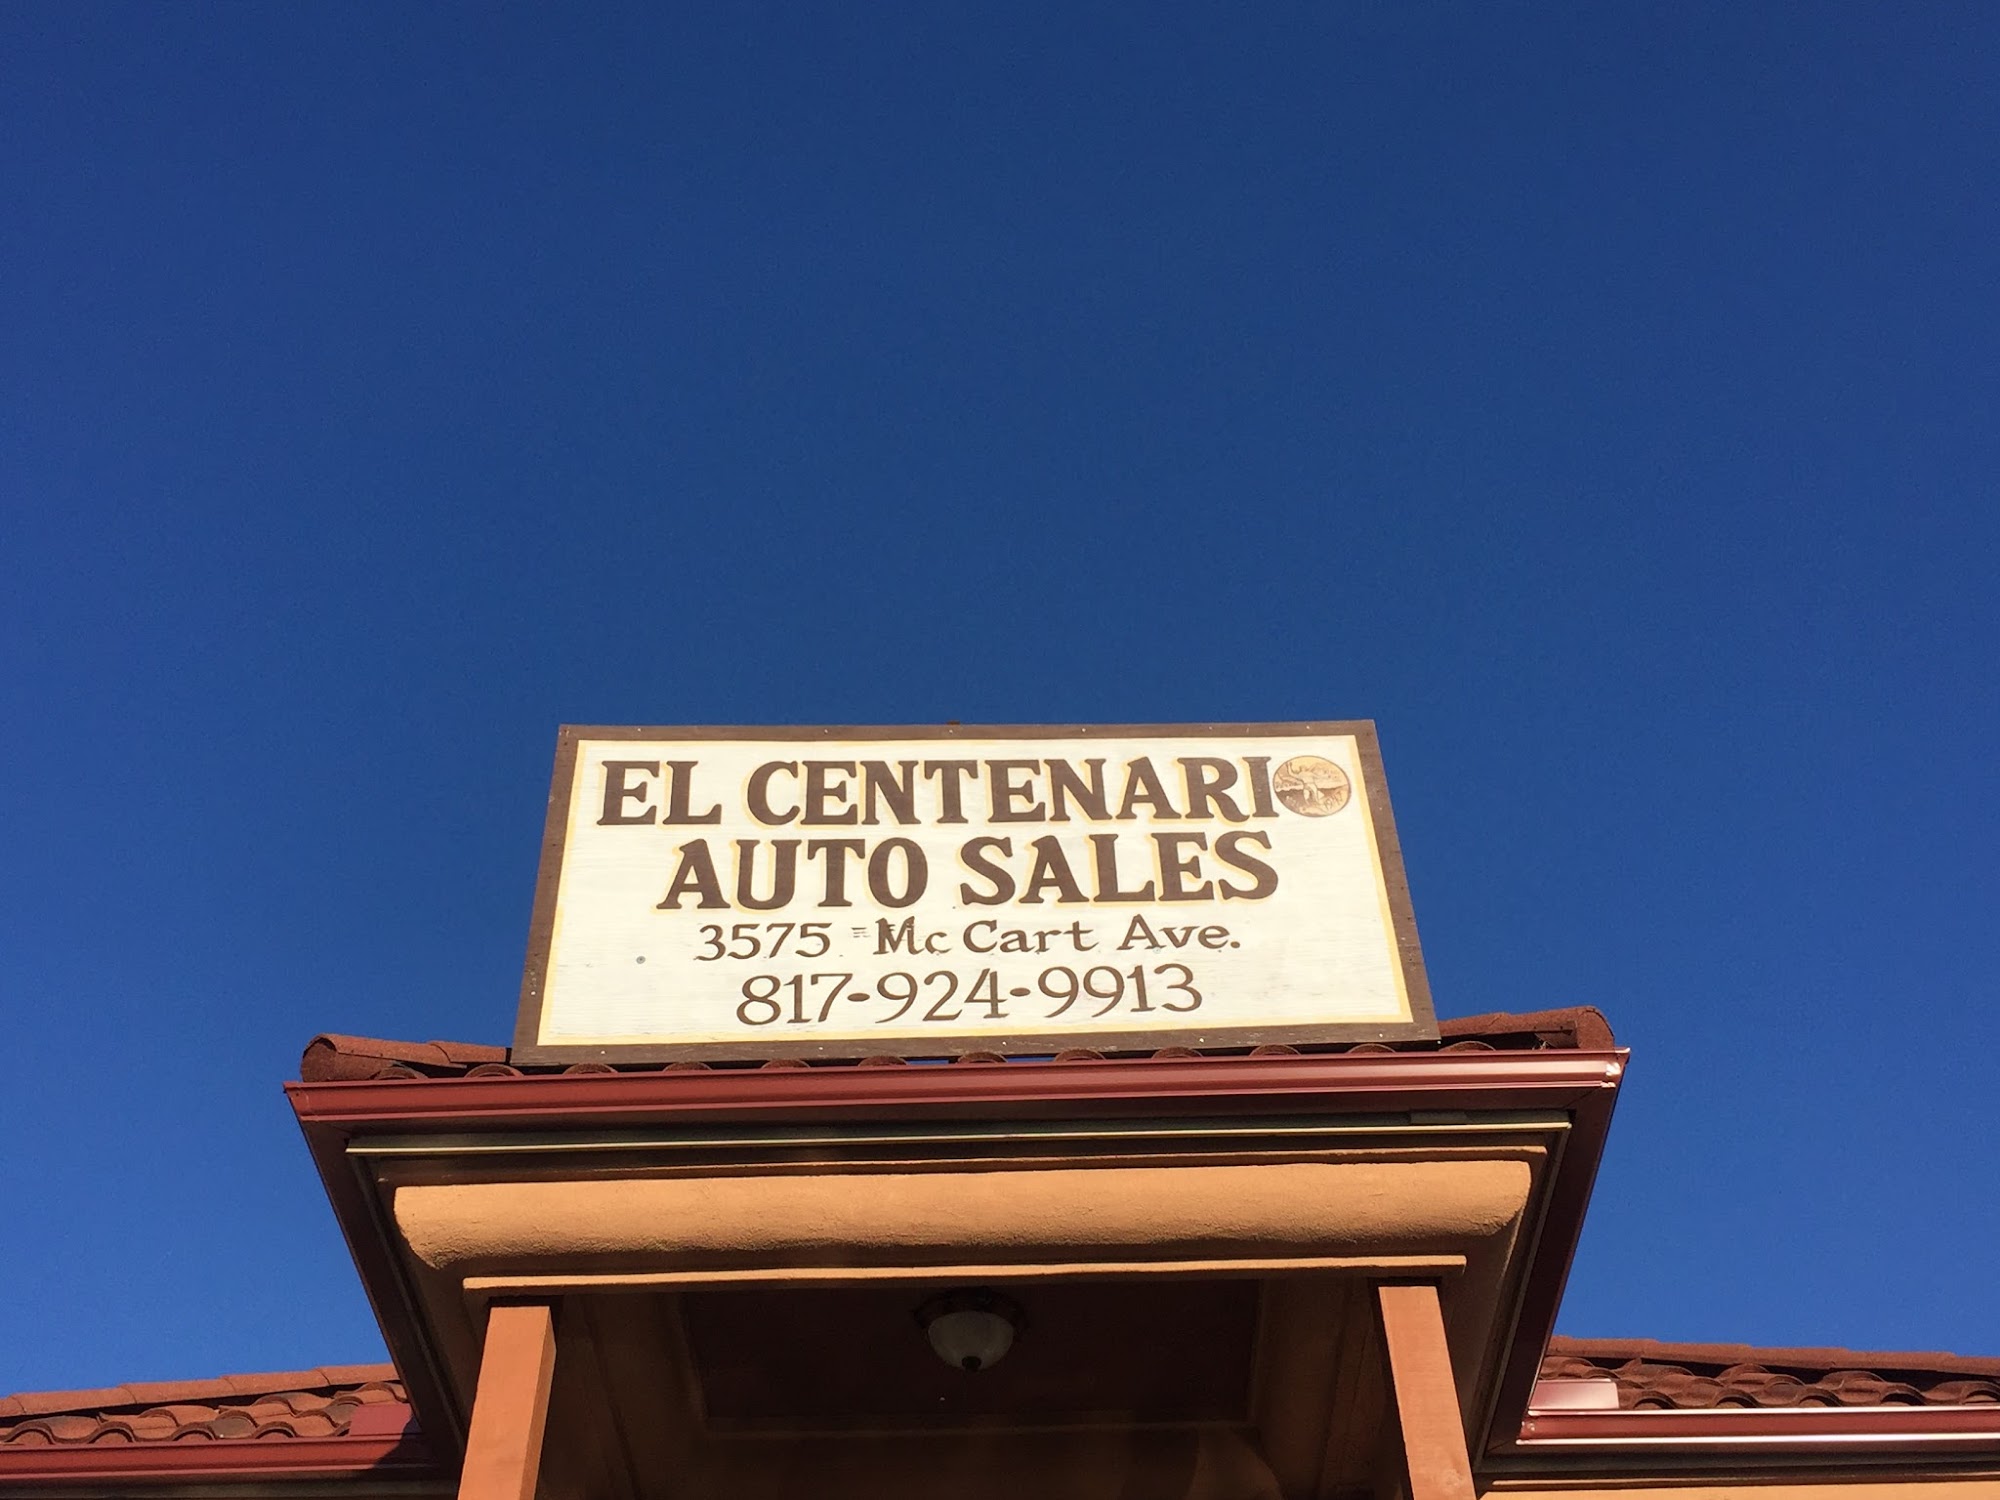 EL CENTENARIO
AUTO SALES
3575 Mc Cart Ave.
817-924-9913